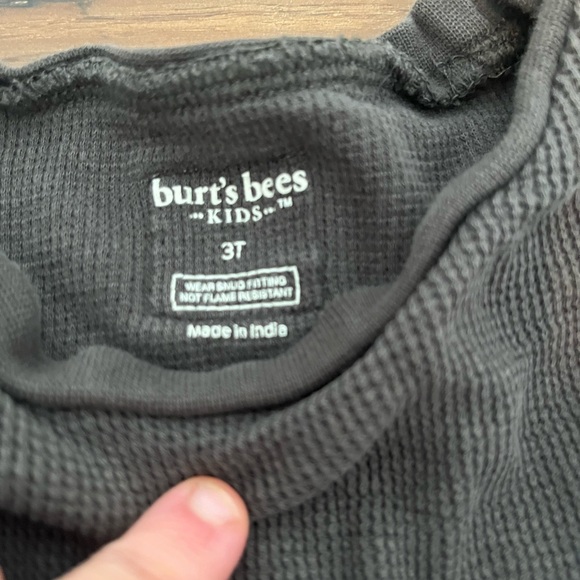 burt's bees
KIDS™
3T
WEAR SNUG FITTING
NOT FLAME RESISTANT
Made in India